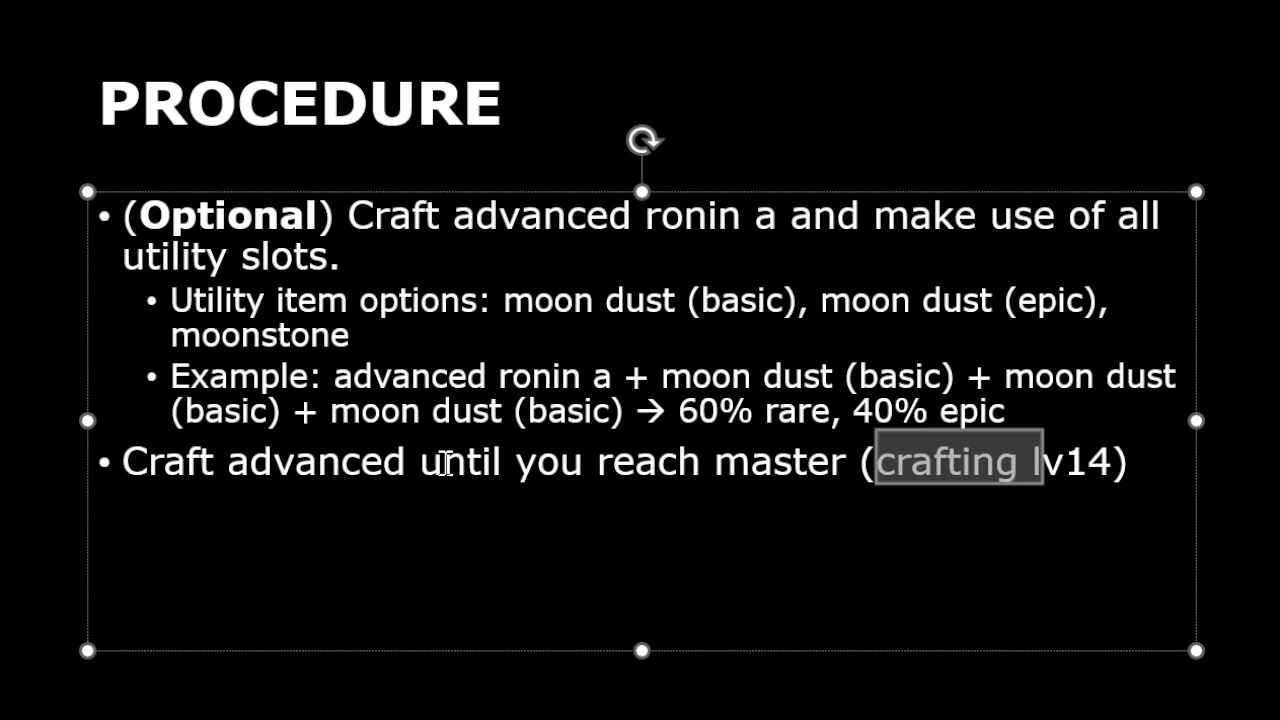 PROCEDURE
• (Optional) Craft advanced ronin a and make use of all
utility slots.
• Utility item options: moon dust (basic), moon dust (epic),
moonstone
• Example: advanced ronin a + moon dust (basic) + moon dust
(basic) + moon dust (basic) → 60% rare, 40% epic
• Craft advanced until you reach master (crafting lv14)